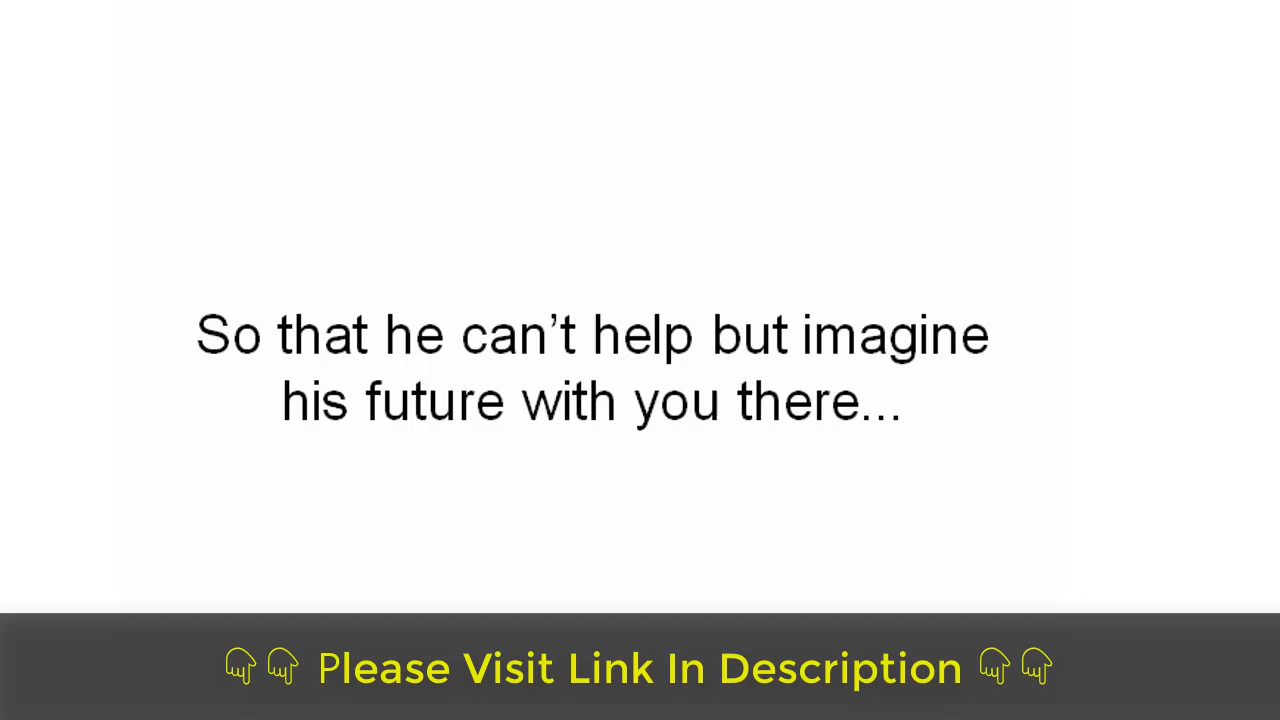 So that he can’t help but imagine
his future with you there...
👇👇 Please Visit Link In Description 👇👇